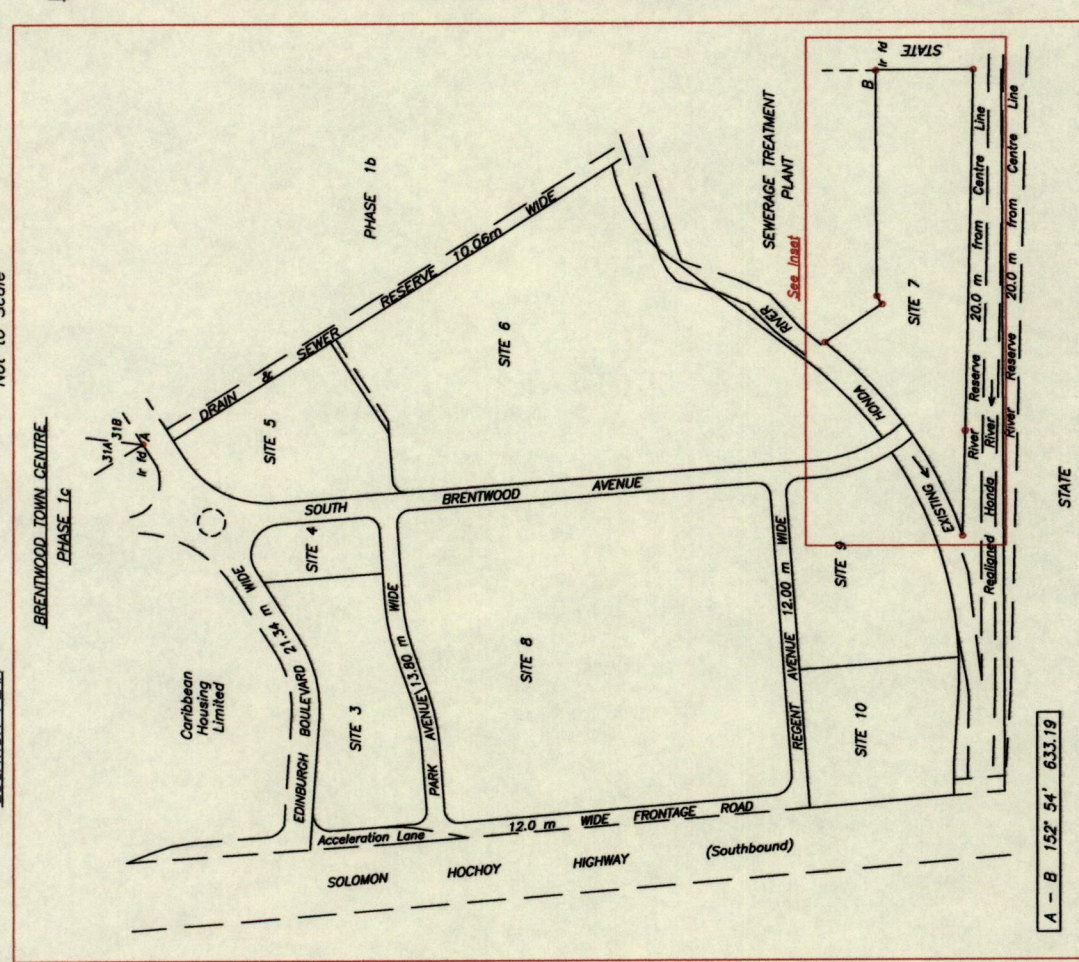 Not to Scale
BRENTWOOD TOWN CENTRE
PHASE 1c
31A
31B
Ir fd
A
Caribbean
Housing
Limited
EDINBURGH BOULEVARD 21.34 m WIDE
DRAIN & SEWER RESERVE 10.06m WIDE
PHASE 1b
SITE 5
SITE 6
SITE 4
SITE 3
SOUTH BRENTWOOD AVENUE
PARK AVENUE 13.80 m WIDE
SITE 8
Acceleration Lane
12.0 m WIDE FRONTAGE ROAD
SOLOMON HOCHOY HIGHWAY (Southbound)
REGENT AVENUE 12.00 m WIDE
SITE 9
SITE 10
SEWERAGE TREATMENT
PLANT
See Inset
B
Ir fd
STATE
SITE 7
EXISTING HONDA RIVER
River Reserve 20.0 m from Centre Line
Realigned Honda River
River Reserve 20.0 m from Centre Line
STATE
A - B 152° 54' 633.19